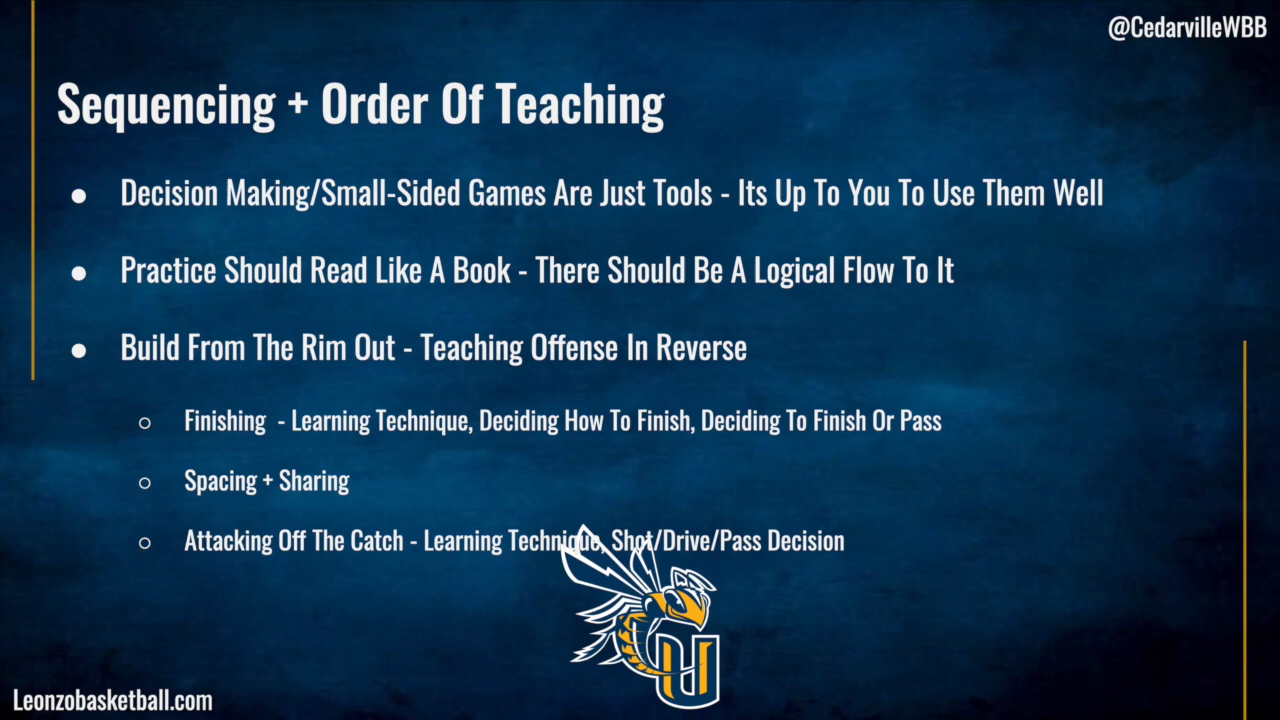 @CedarvilleWBB
Sequencing + Order Of Teaching
● Decision Making/Small-Sided Games Are Just Tools - Its Up To You To Use Them Well
● Practice Should Read Like A Book - There Should Be A Logical Flow To It
● Build From The Rim Out - Teaching Offense In Reverse
○ Finishing - Learning Technique, Deciding How To Finish, Deciding To Finish Or Pass
○ Spacing + Sharing
○ Attacking Off The Catch - Learning Technique, Shot/Drive/Pass Decision
U
Leonzobasketball.com